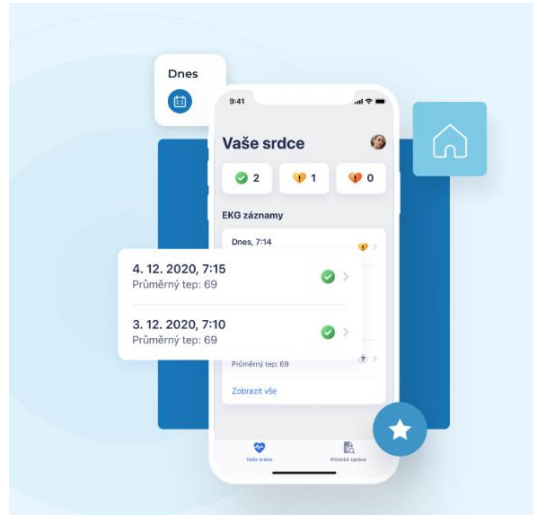 Dnes
9:41
Vaše srdce
2
1
0
EKG záznamy
Dnes, 7:14
4. 12. 2020, 7:15
Průměrný tep: 69
3. 12. 2020, 7:10
Průměrný tep: 69
Průměrný tep: 69
Zobrazit vše
Vaše srdce
Klinická zpráva